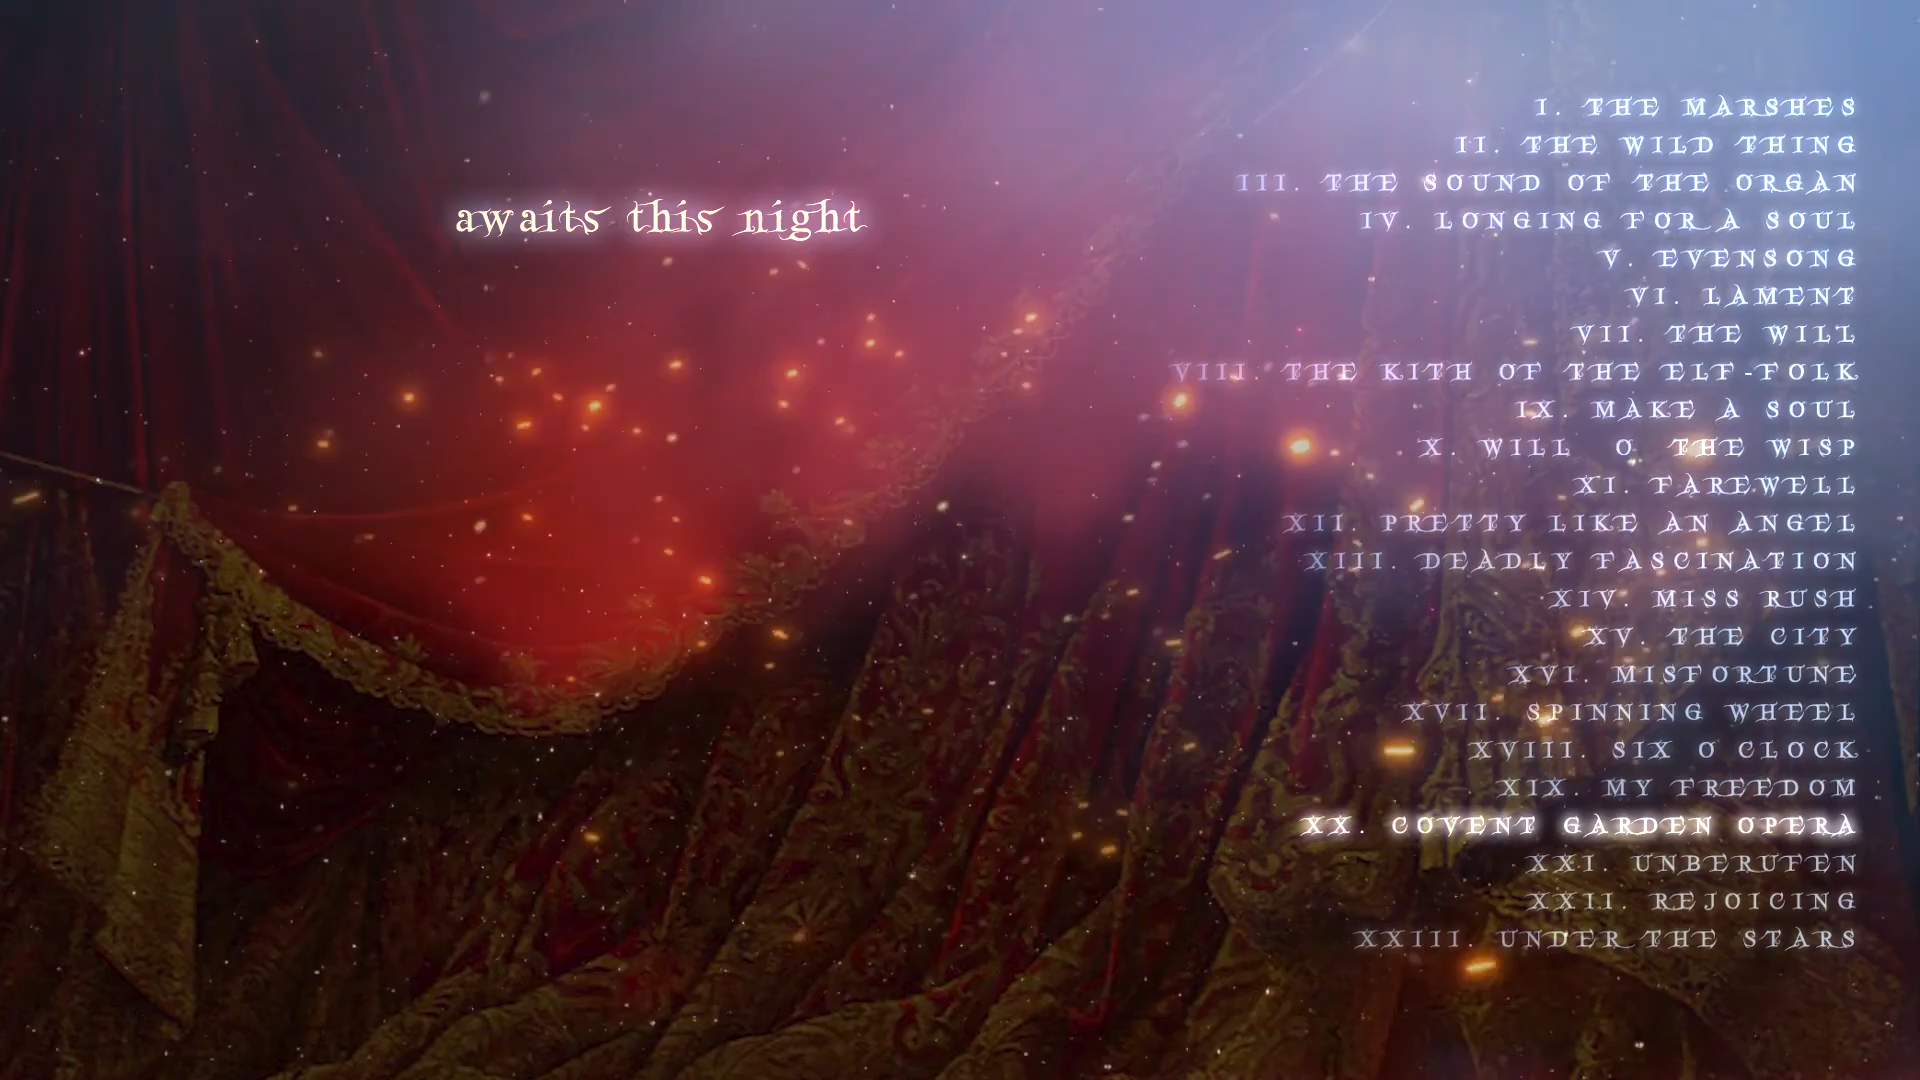 awaits this night
I. THE MARSHES
II. THE WILD THING
III. THE SOUND OF THE ORGAN
IV. LONGING FOR A SOUL
V. EVENSONG
VI. LAMENT
VII. THE WILL
VIII. THE KITH OF THE ELF-FOLK
IX. MAKE A SOUL
X. WILL O THE WISP
XI. FAREWELL
XII. PRETTY LIKE AN ANGEL
XIII. DEADLY FASCINATION
XIV. MISS RUSH
XV. THE CITY
XVI. MISFORTUNE
XVII. SPINNING WHEEL
XVIII. SIX O CLOCK
XIX. MY FREEDOM
XX. COVENT GARDEN OPERA
XXI. UNBERUFEN
XXII. REJOICING
XXIII. UNDER THE STARS